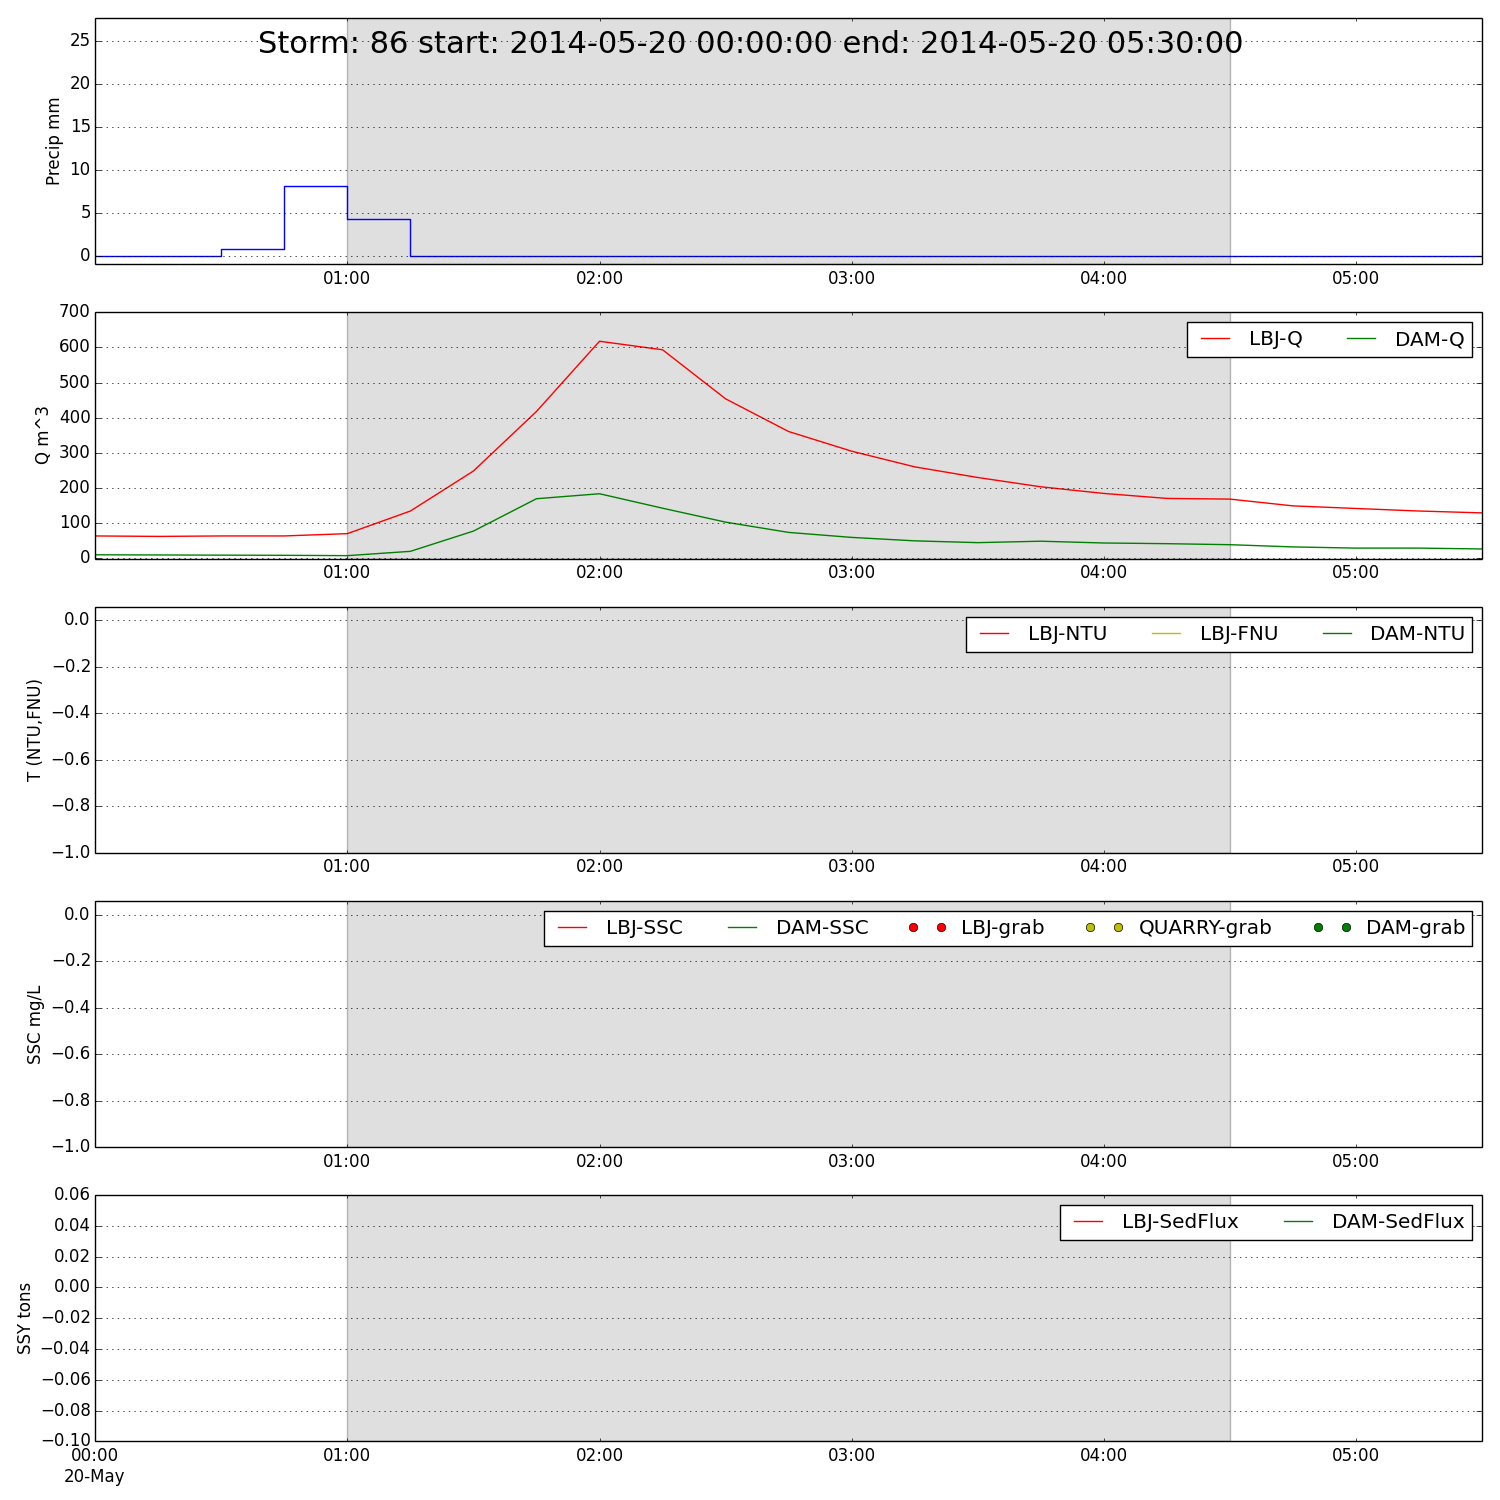 Storm: 86 start: 2014-05-20 00:00:00 end: 2014-05-20 05:30:00
Precip mm
25
20
15
10
5
0
01:00 02:00 03:00 04:00 05:00
Q m^3
700
600
500
400
300
200
100
0
LBJ-Q DAM-Q
01:00 02:00 03:00 04:00 05:00
T (NTU,FNU)
0.0
−0.2
−0.4
−0.6
−0.8
−1.0
LBJ-NTU LBJ-FNU DAM-NTU
01:00 02:00 03:00 04:00 05:00
SSC mg/L
0.0
−0.2
−0.4
−0.6
−0.8
−1.0
LBJ-SSC DAM-SSC LBJ-grab QUARRY-grab DAM-grab
01:00 02:00 03:00 04:00 05:00
SSY tons
0.06
0.04
0.02
0.00
−0.02
−0.04
−0.06
−0.08
−0.10
LBJ-SedFlux DAM-SedFlux
00:00 01:00 02:00 03:00 04:00 05:00
20-May